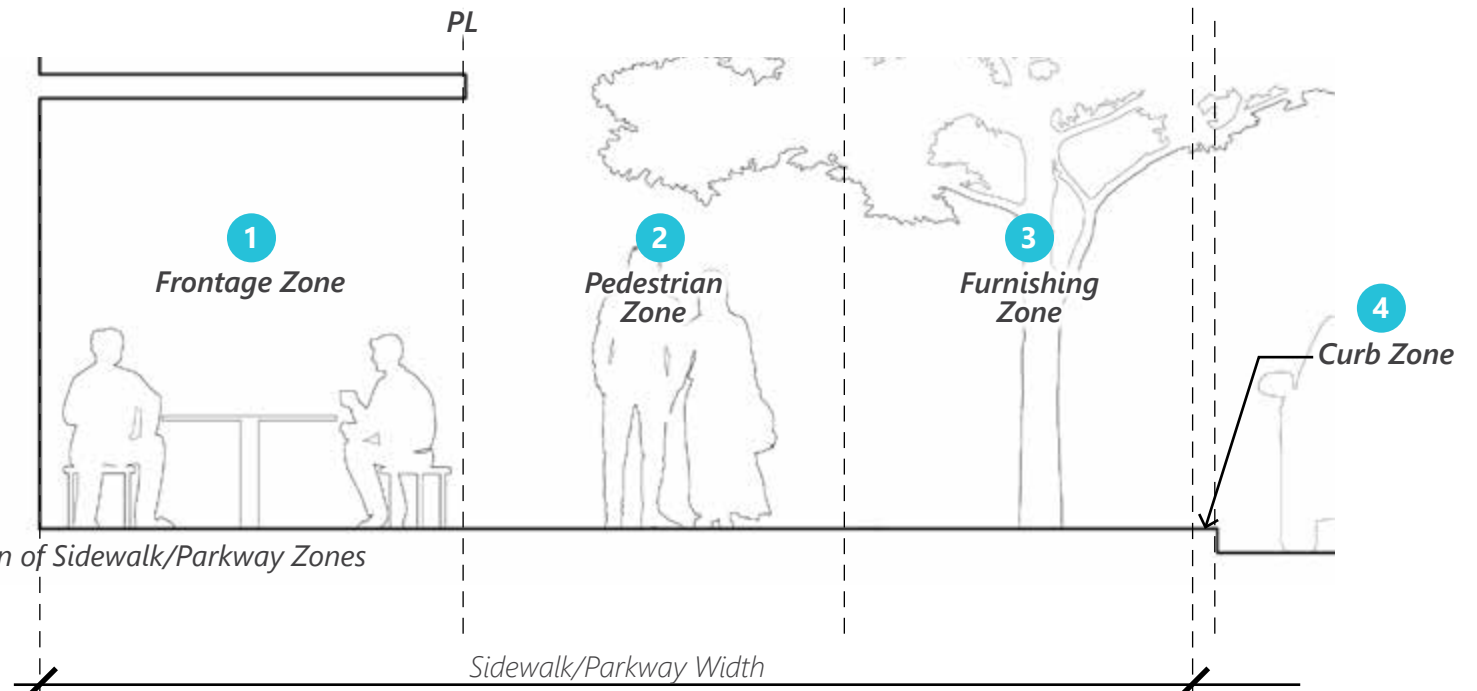 PL
1
Frontage Zone
2
Pedestrian
Zone
3
Furnishing
Zone
4
Curb Zone
of Sidewalk/Parkway Zones
Sidewalk/Parkway Width